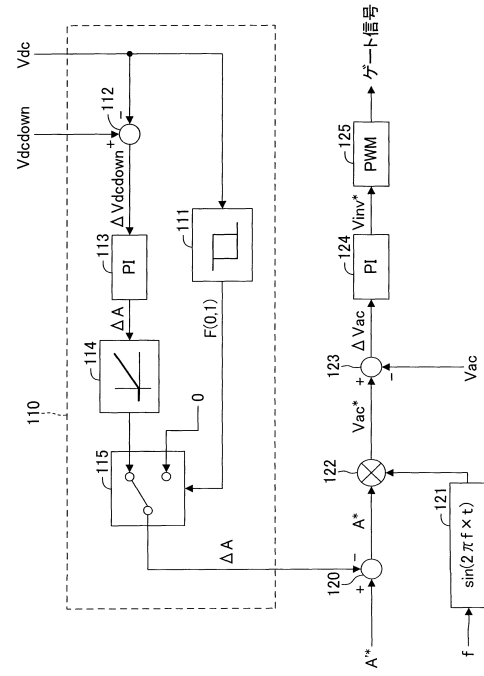 110
Vdc
Vdcdown
112
+
−
ΔVdcdown
113
PI
ΔA
114
111
F(0,1)
115
0
ΔA
A'*
+
−
120
A*
122
f
121
sin(2πf×t)
Vac*
123
+
−
Vac
ΔVac
124
PI
Vinv*
125
PWM
ゲート信号